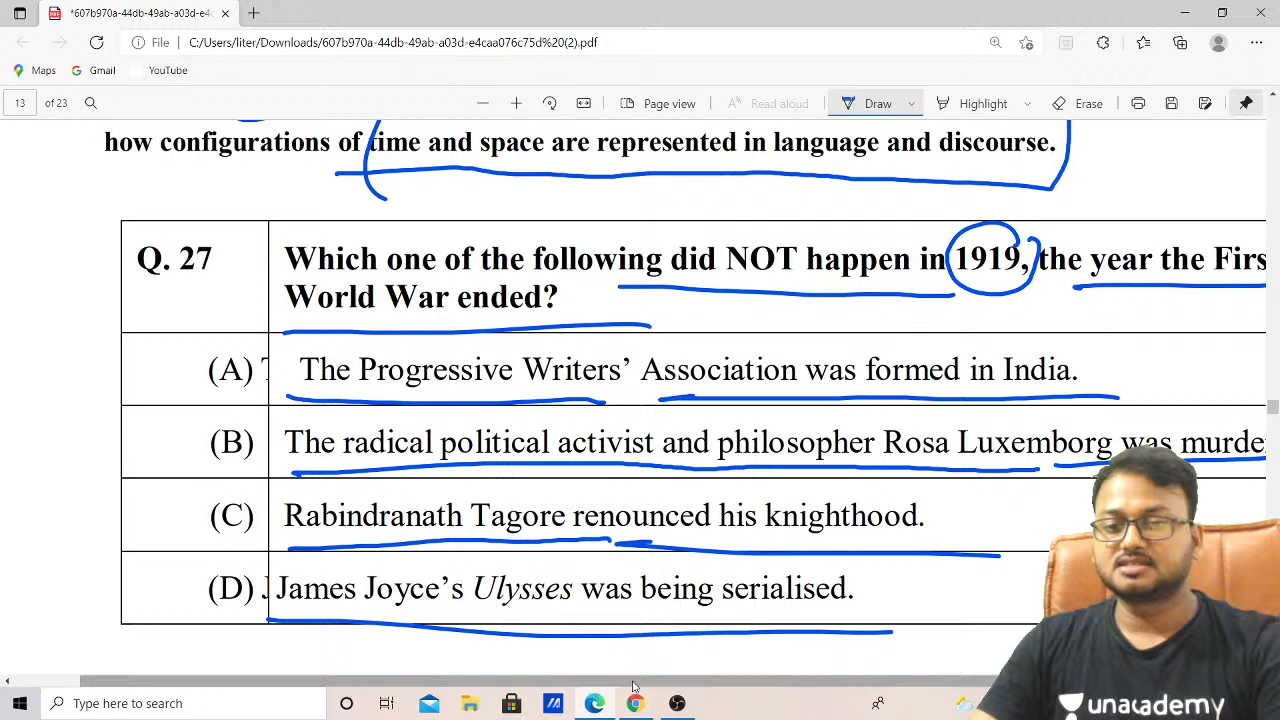 *607b970a-44db-49ab-a03d-e4c
File
C:/Users/liter/Downloads/607b970a-44db-49ab-a03d-e4caa076c75d%20(2).pdf
Maps
Gmail
YouTube
13 of 23
Page view
Read aloud
Draw
Highlight
Erase
how configurations of time and space are represented in language and discourse.
Q. 27
Which one of the following did NOT happen in 1919, the year the Firs
World War ended?
(A) T
The Progressive Writers’ Association was formed in India.
(B)
The radical political activist and philosopher Rosa Luxemborg was murde
(C)
Rabindranath Tagore renounced his knighthood.
(D) J
James Joyce’s Ulysses was being serialised.
Type here to search
unacademy